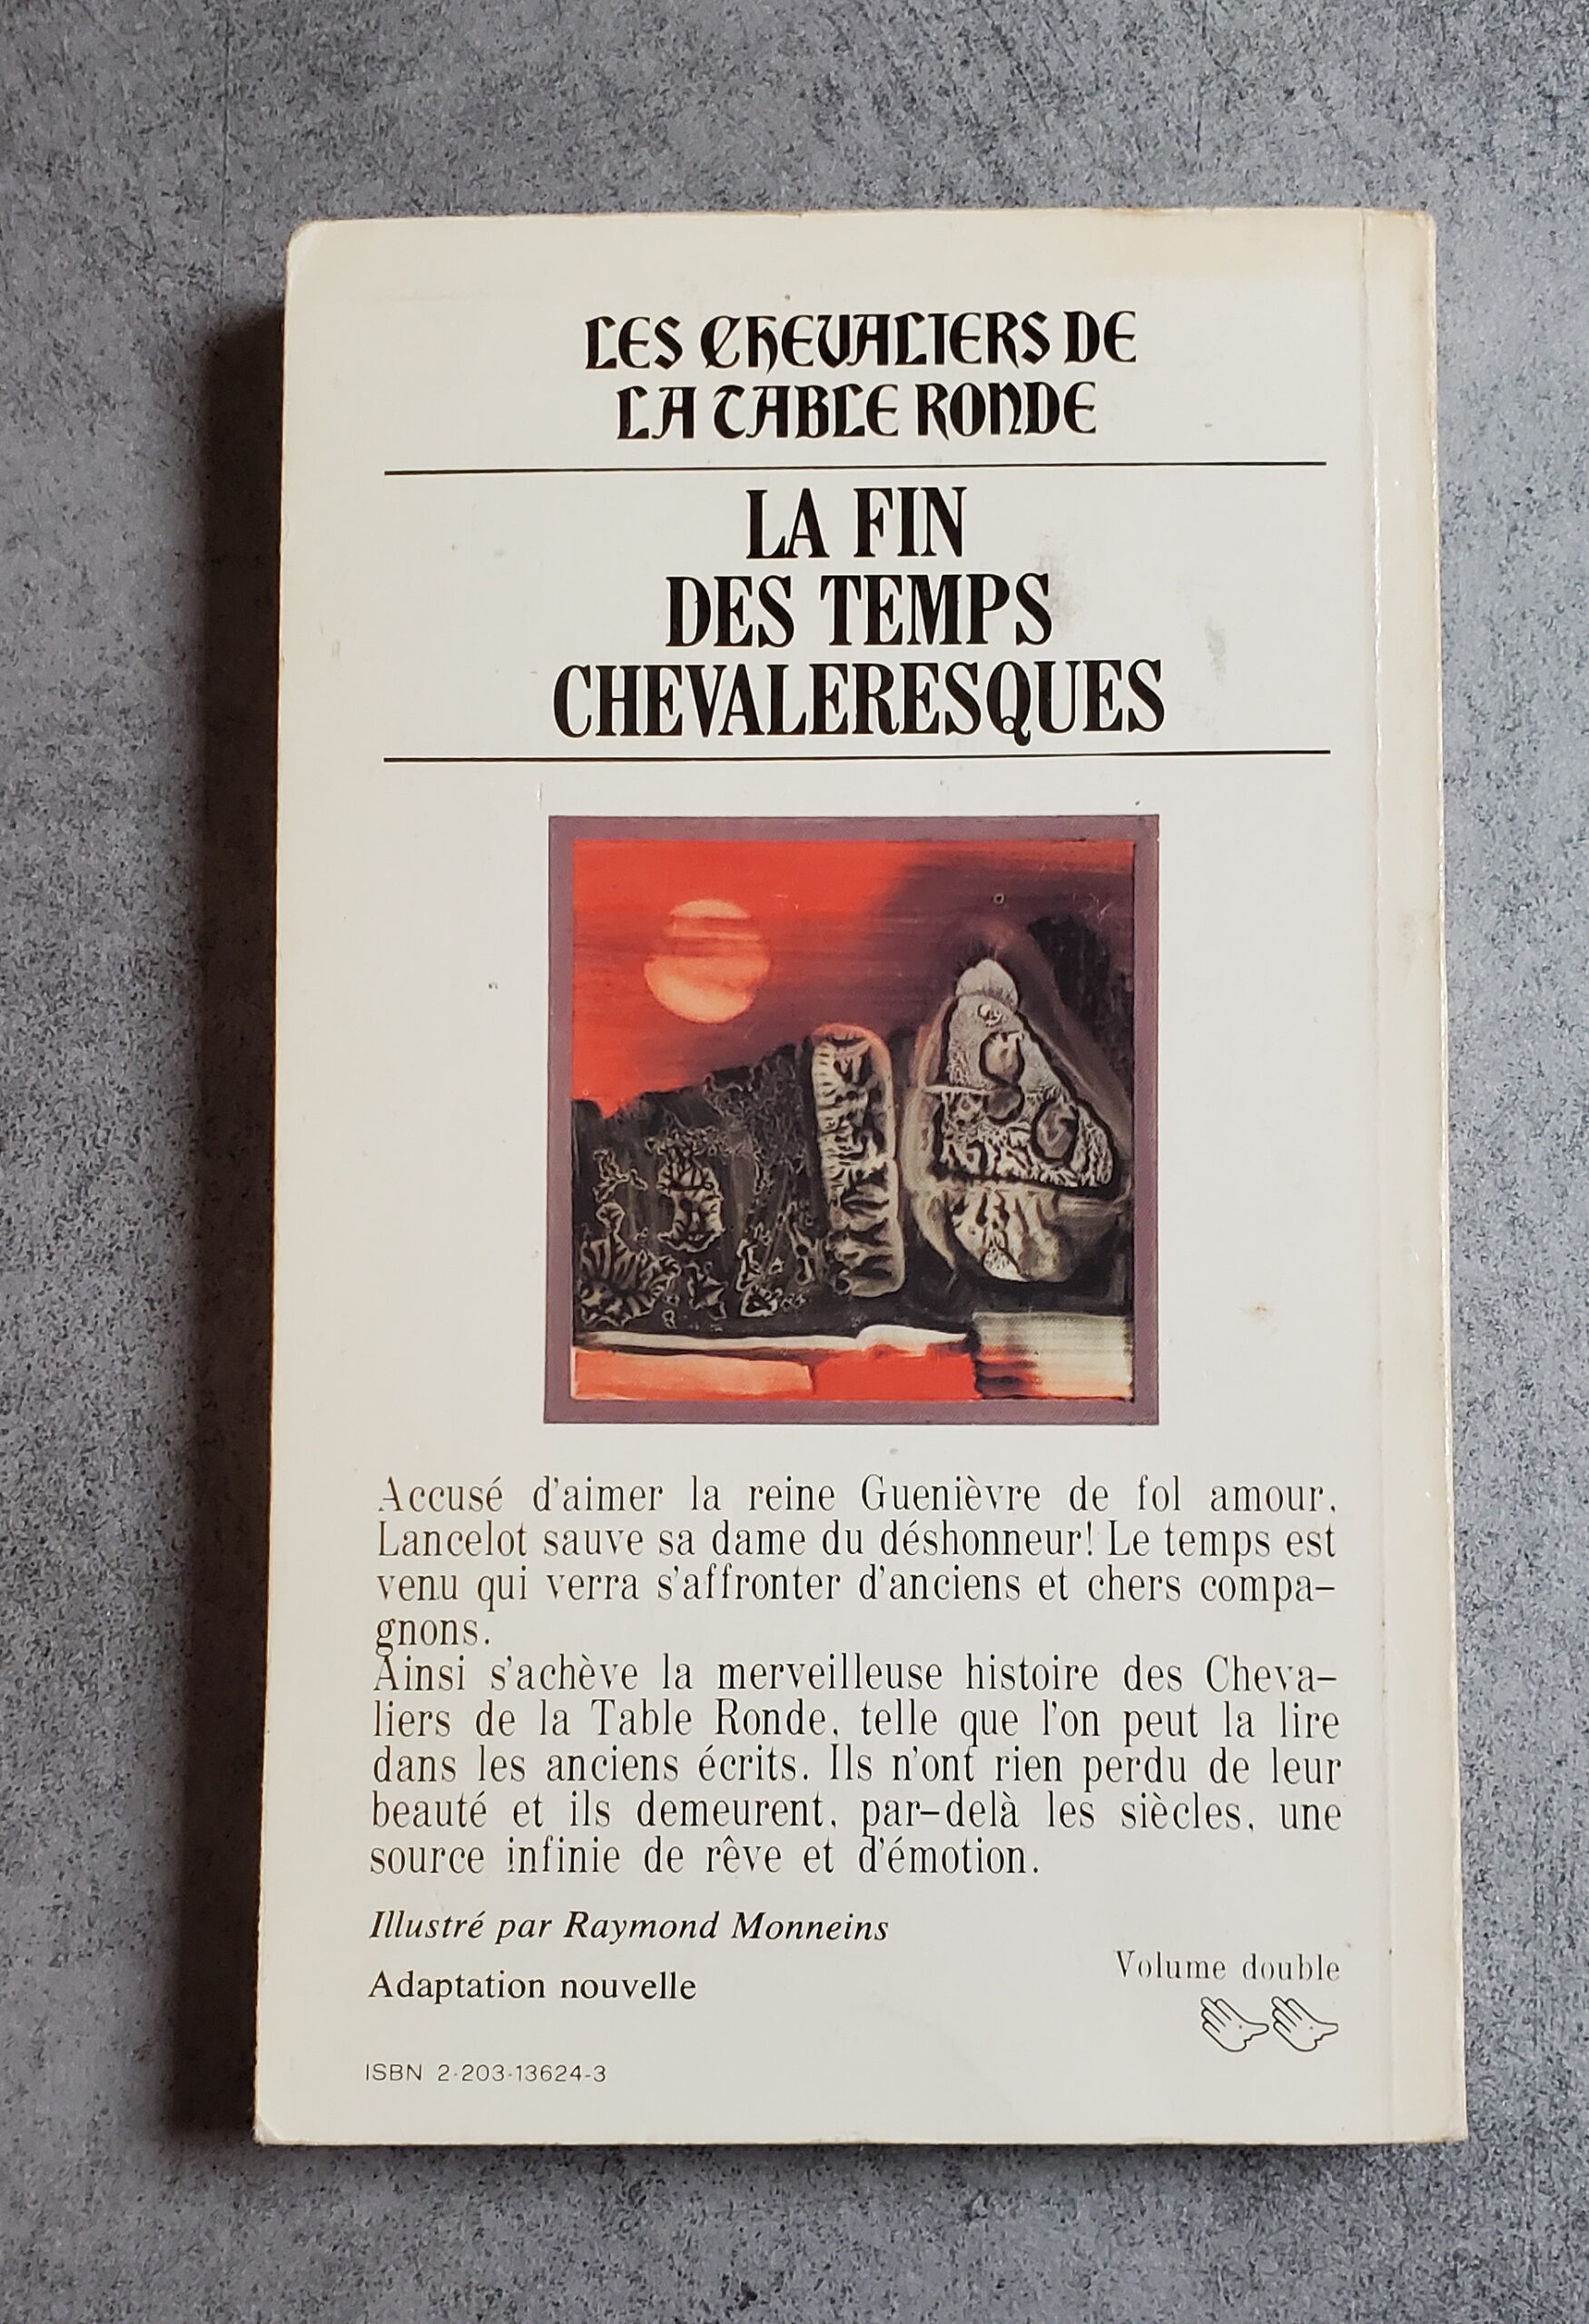 LES CHEVALIERS DE
LA TABLE RONDE
LA FIN
DES TEMPS
CHEVALERESQUES
Accusé d'aimer la reine Guenièvre de fol amour,
Lancelot sauve sa dame du déshonneur! Le temps est
venu qui verra s'affronter d'anciens et chers compa-
gnons.
Ainsi s'achève la merveilleuse histoire des Cheva-
liers de la Table Ronde, telle que l'on peut la lire
dans les anciens écrits. Ils n'ont rien perdu de leur
beauté et ils demeurent, par-delà les siècles, une
source infinie de rêve et d'émotion.
Illustré par Raymond Monneins
Adaptation nouvelle
Volume double
ISBN 2-203-13624-3